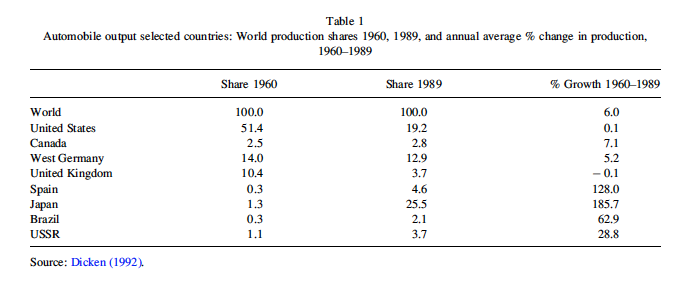 Table 1
Automobile output selected countries: World production shares 1960, 1989, and annual average % change in production,
1960–1989
Share 1960 Share 1989 % Growth 1960–1989
World 100.0 100.0 6.0
United States 51.4 19.2 0.1
Canada 2.5 2.8 7.1
West Germany 14.0 12.9 5.2
United Kingdom 10.4 3.7 − 0.1
Spain 0.3 4.6 128.0
Japan 1.3 25.5 185.7
Brazil 0.3 2.1 62.9
USSR 1.1 3.7 28.8
Source: Dicken (1992).